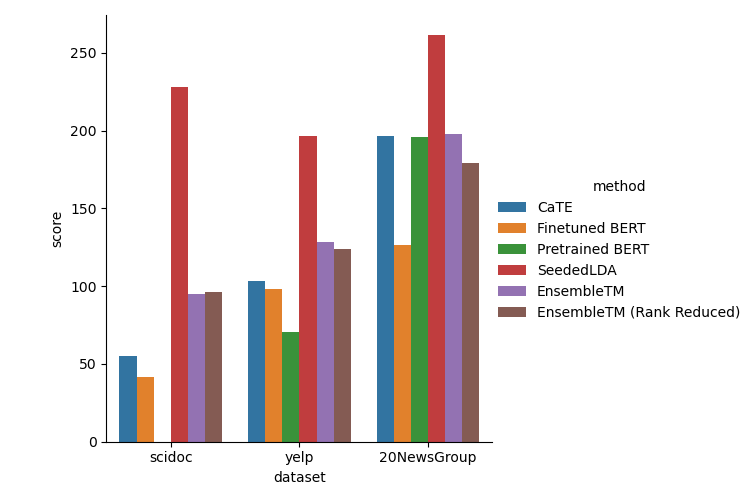 250
200
150
100
50
0
score
scidoc
yelp
20NewsGroup
dataset
method
CaTE
Finetuned BERT
Pretrained BERT
SeededLDA
EnsembleTM
EnsembleTM (Rank Reduced)